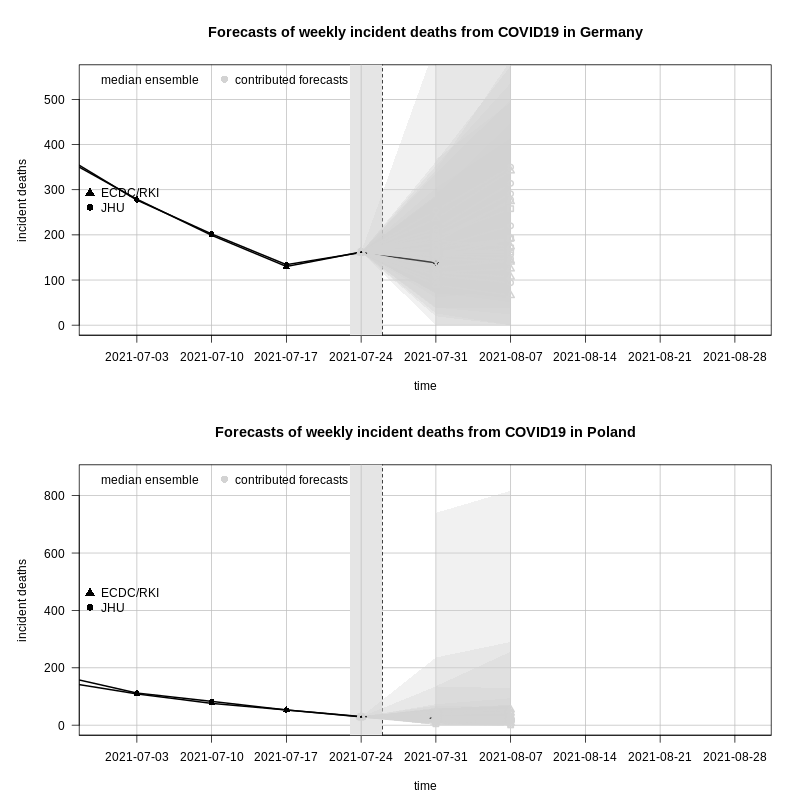 Forecasts of weekly incident deaths from COVID19 in Germany
median ensemble contributed forecasts
500
400
300
200
100
0
incident deaths
ECDC/RKI
JHU
2021-07-03 2021-07-10 2021-07-17 2021-07-24 2021-07-31 2021-08-07 2021-08-14 2021-08-21 2021-08-28
time
Forecasts of weekly incident deaths from COVID19 in Poland
median ensemble contributed forecasts
800
600
400
200
0
incident deaths
ECDC/RKI
JHU
2021-07-03 2021-07-10 2021-07-17 2021-07-24 2021-07-31 2021-08-07 2021-08-14 2021-08-21 2021-08-28
time